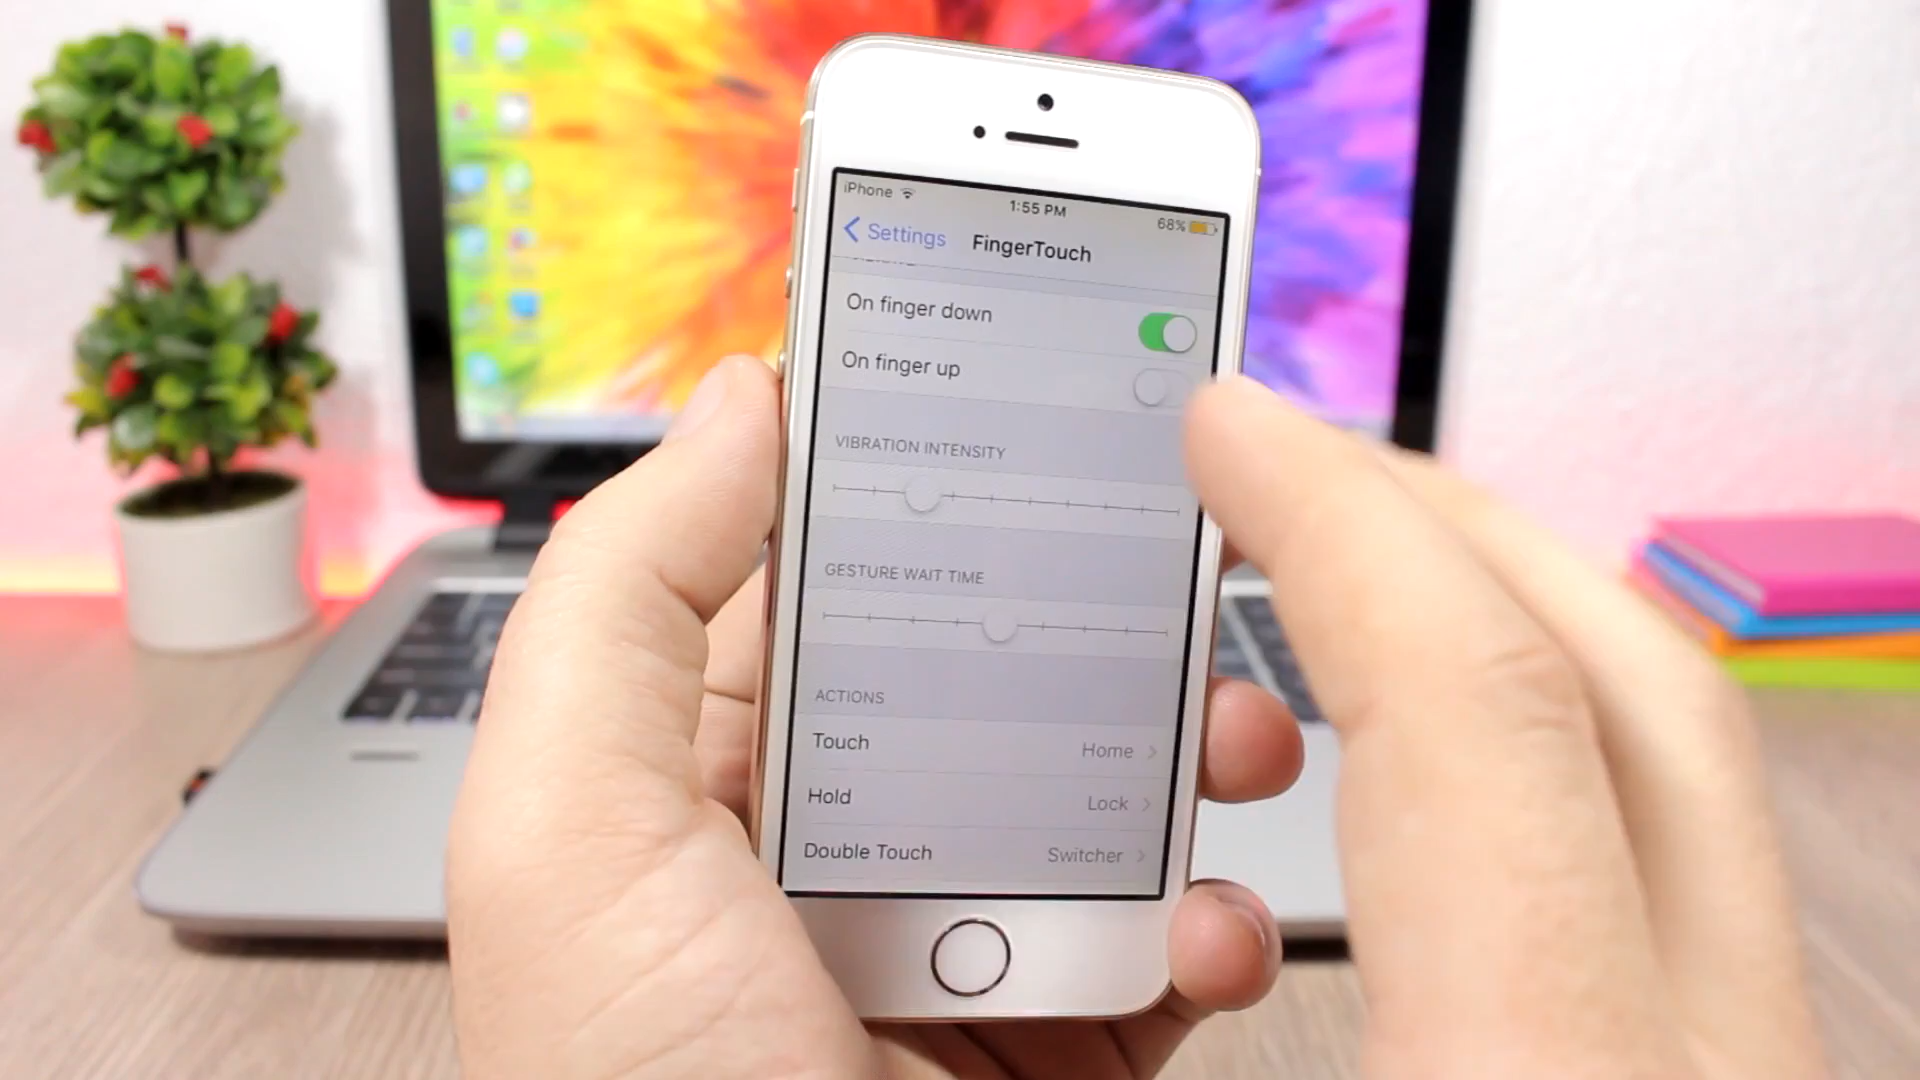 iPhone
1:55 PM
68%
Settings
FingerTouch
On finger down
On finger up
VIBRATION INTENSITY
GESTURE WAIT TIME
ACTIONS
Touch Home
Hold Lock
Double Touch Switcher